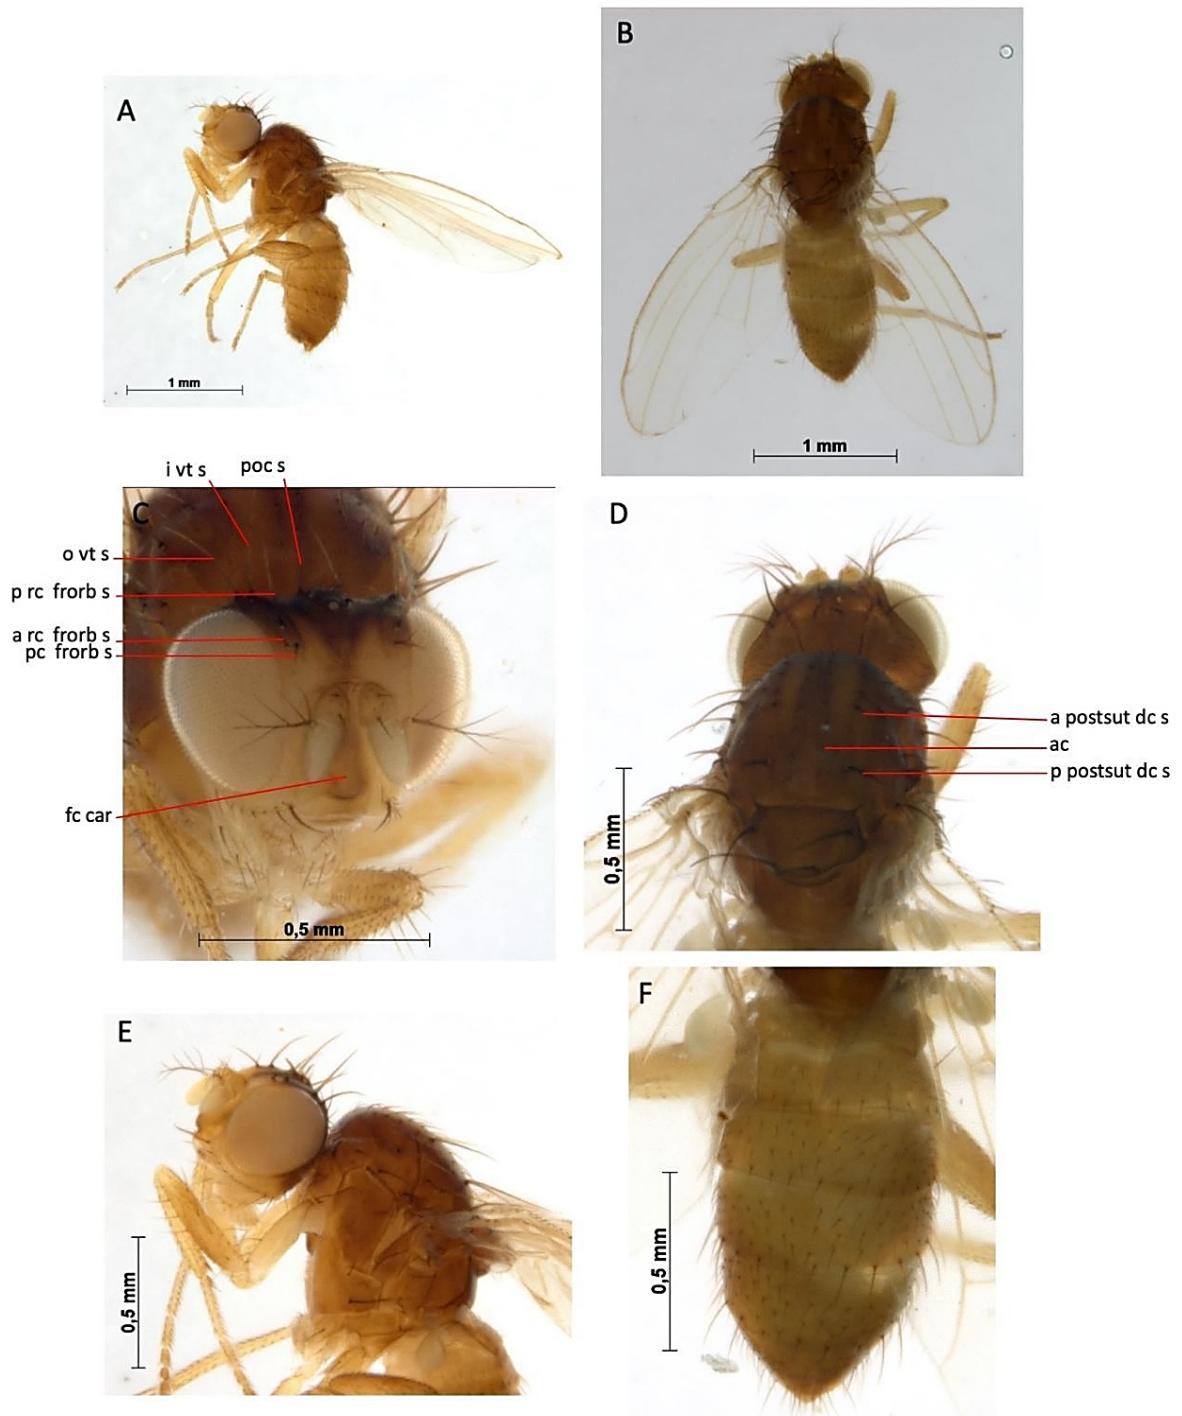 A
1 mm
B
1 mm
i vt s
poc s
C
o vt s
p rc frorb s
a rc frorb s
pc frorb s
fc car
0,5 mm
D
a postsut dc s
ac
p postsut dc s
0,5 mm
E
0,5 mm
F
0,5 mm